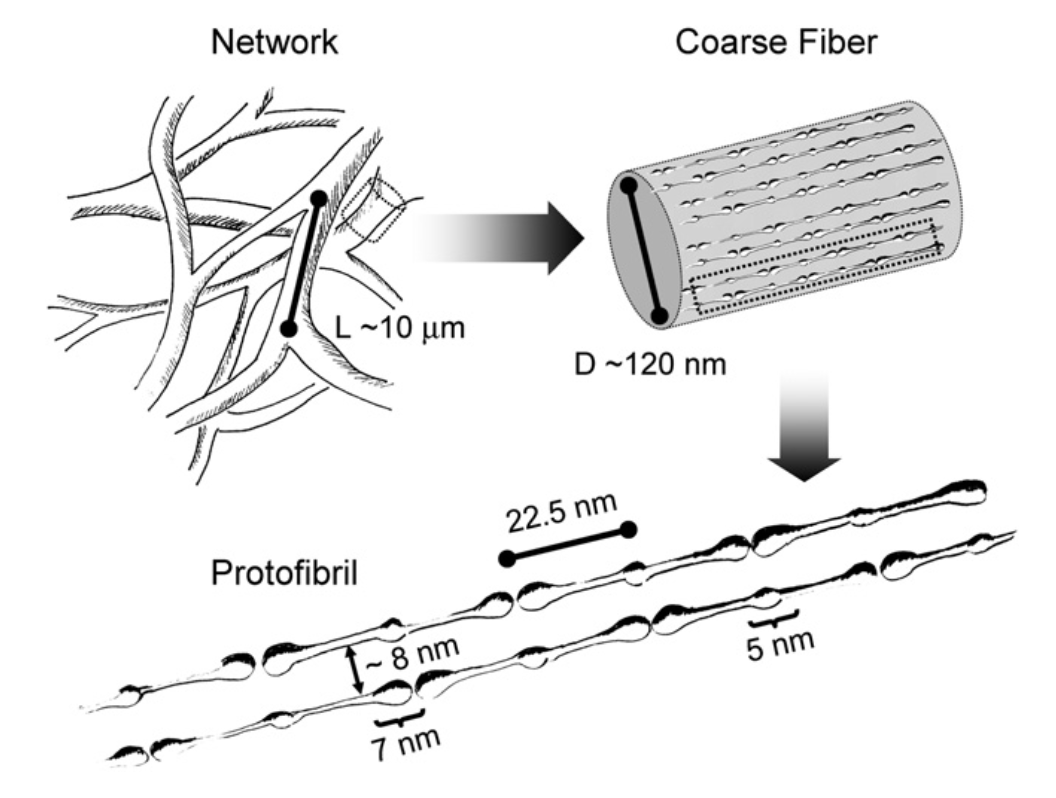 Network
Coarse Fiber
L ~10 μm
D ~120 nm
22.5 nm
Protofibril
~ 8 nm
5 nm
7 nm